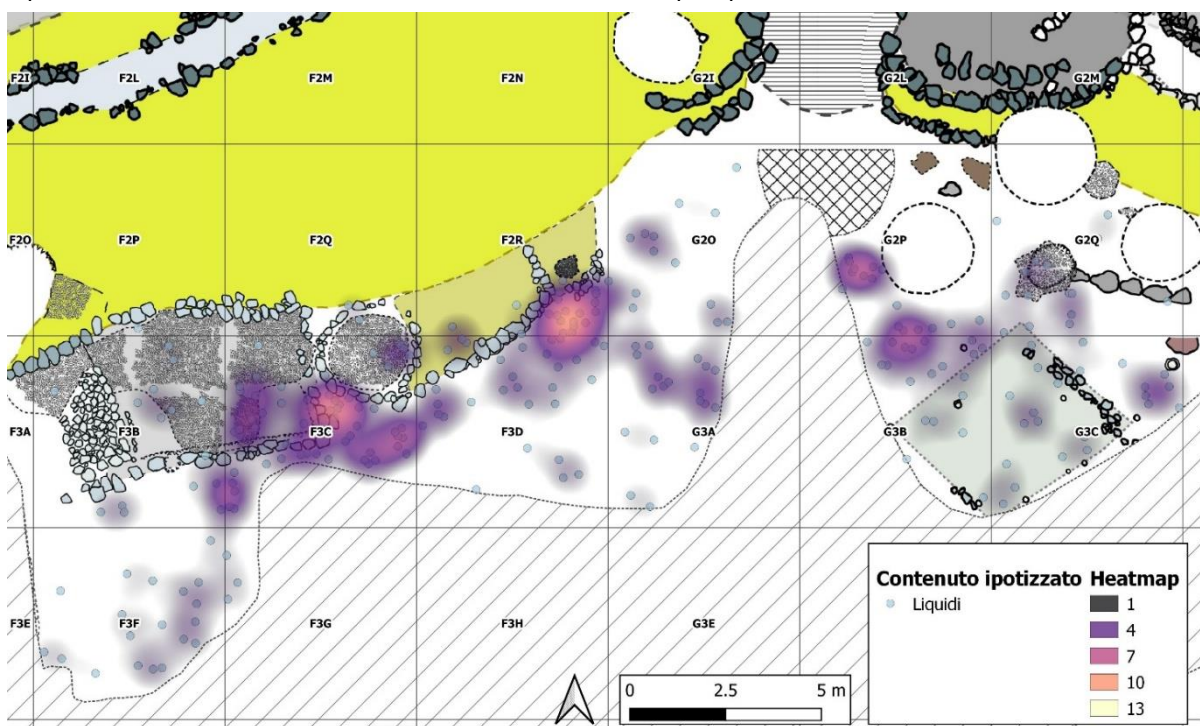 F2I F2L F2M F2N G2I G2L G2M
F2O F2P F2Q F2R G2O G2P G2Q
F3A F3B F3C F3D G3A G3B G3C
F3E F3F F3G F3H G3E
Contenuto ipotizzato Heatmap
Liquidi
1
4
7
10
13
0 2.5 5 m